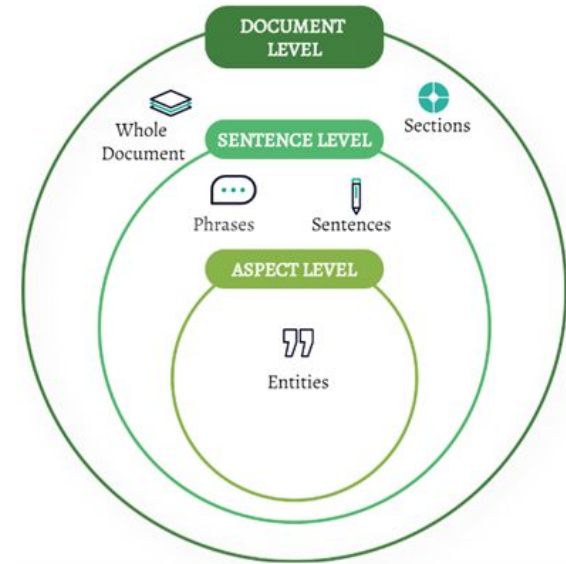 DOCUMENT
LEVEL
Whole
Document
Sections
SENTENCE LEVEL
Phrases
Sentences
ASPECT LEVEL
Entities